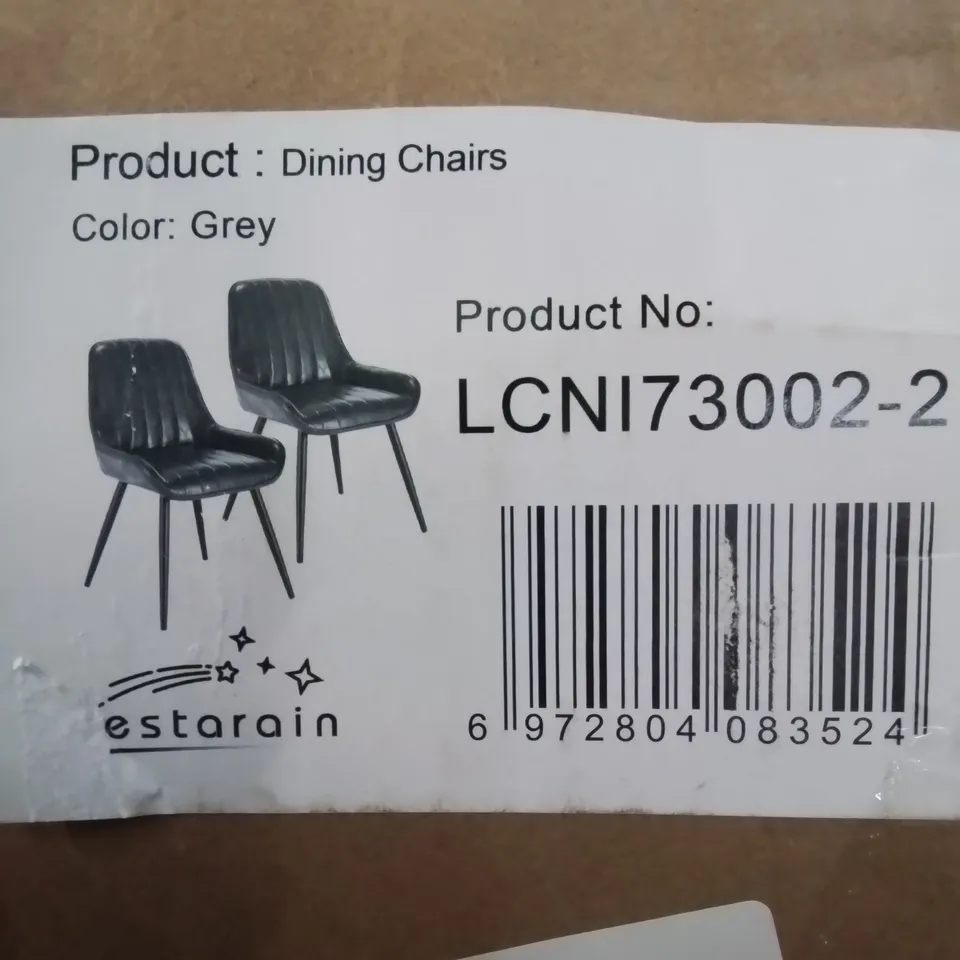 Product : Dining Chairs
Color: Grey
Product No:
LCNI73002-2
estarain
6 972804 083524